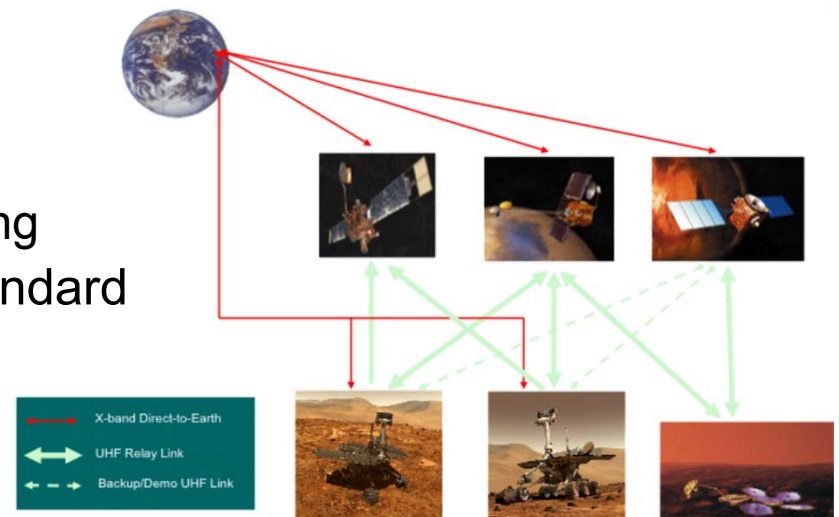 ng
ndard
X-band Direct-to-Earth
UHF Relay Link
Backup/Demo UHF Link